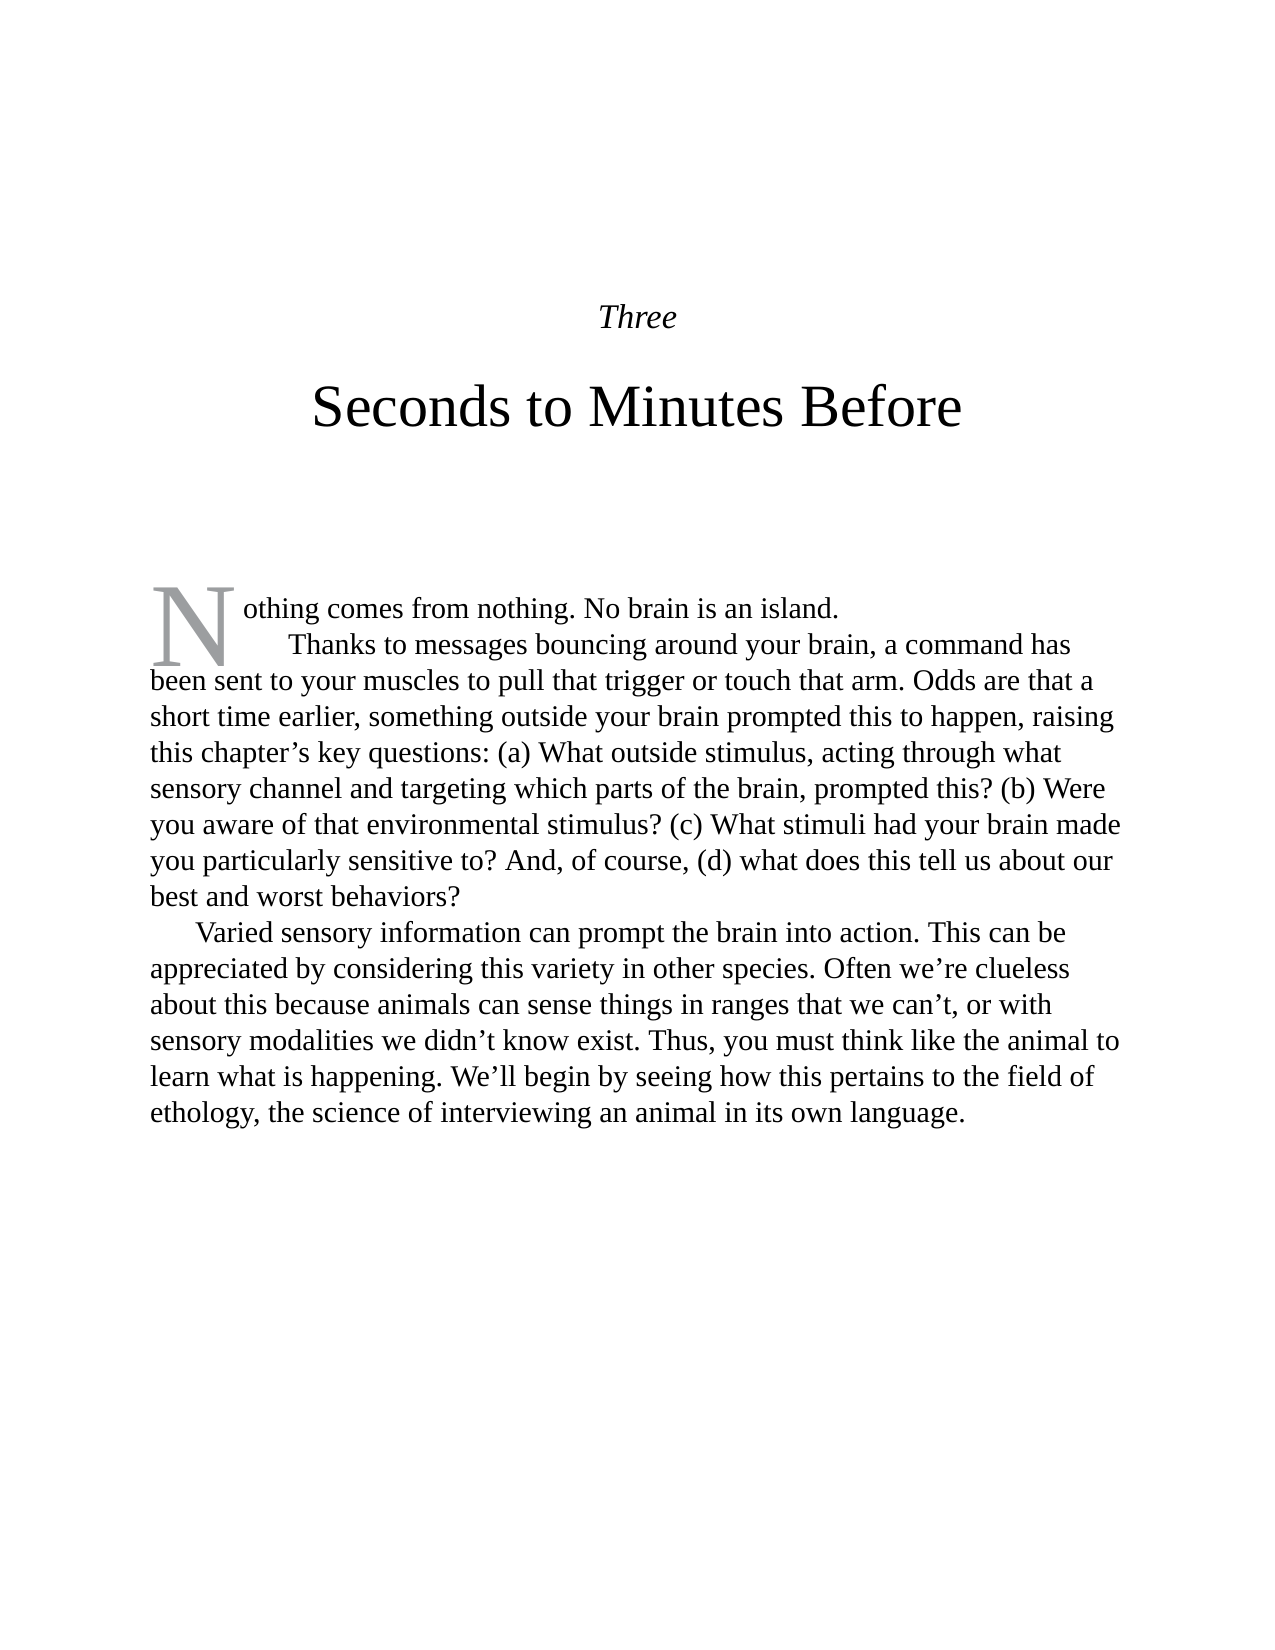 Three
Seconds to Minutes Before
Nothing comes from nothing. No brain is an island.
Thanks to messages bouncing around your brain, a command has
been sent to your muscles to pull that trigger or touch that arm. Odds are that a
short time earlier, something outside your brain prompted this to happen, raising
this chapter’s key questions: (a) What outside stimulus, acting through what
sensory channel and targeting which parts of the brain, prompted this? (b) Were
you aware of that environmental stimulus? (c) What stimuli had your brain made
you particularly sensitive to? And, of course, (d) what does this tell us about our
best and worst behaviors?
Varied sensory information can prompt the brain into action. This can be
appreciated by considering this variety in other species. Often we’re clueless
about this because animals can sense things in ranges that we can’t, or with
sensory modalities we didn’t know exist. Thus, you must think like the animal to
learn what is happening. We’ll begin by seeing how this pertains to the field of
ethology, the science of interviewing an animal in its own language.